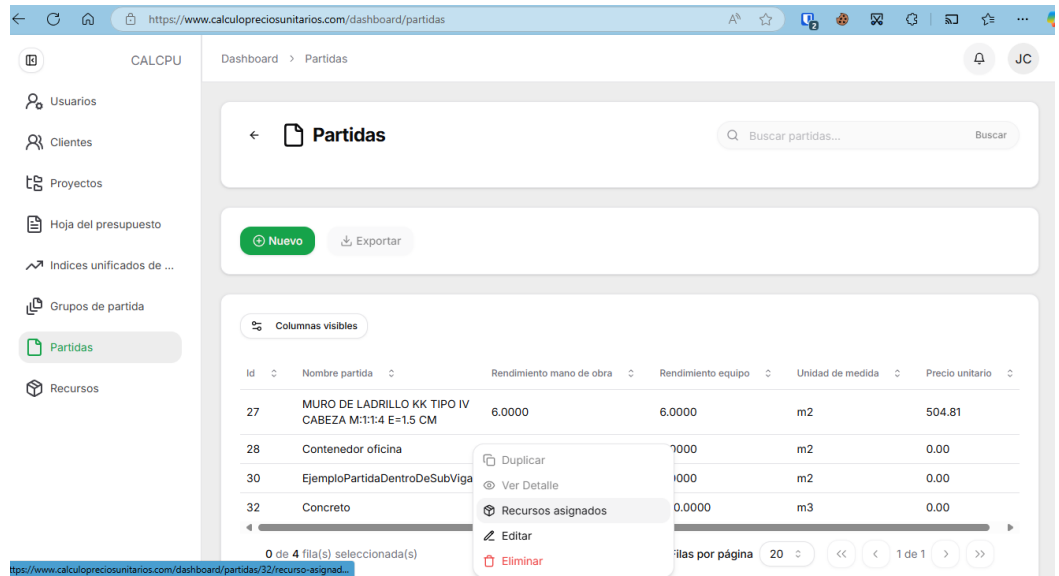 https://www.calculopreciosunitarios.com/dashboard/partidas
2
CALCPU
Dashboard > Partidas
JC
Usuarios
Clientes
Proyectos
Hoja del presupuesto
Indices unificados de ...
Grupos de partida
Partidas
Recursos
Partidas
Buscar partidas...
Buscar
Nuevo
Exportar
Columnas visibles
Id
Nombre partida
Rendimiento mano de obra
Rendimiento equipo
Unidad de medida
Precio unitario
27
MURO DE LADRILLO KK TIPO IV
CABEZA M:1:1:4 E=1.5 CM
6.0000
6.0000
m2
504.81
28
Contenedor oficina
m2
0.00
30
EjemploPartidaDentroDeSubViga
m2
0.00
32
Concreto
0.0000
m3
0.00
Duplicar
Ver Detalle
Recursos asignados
Editar
Eliminar
0 de 4 fila(s) seleccionada(s)
Filas por página
20
1 de 1
ttps://www.calculopreciosunitarios.com/dashboard/partidas/32/recurso-asignad...